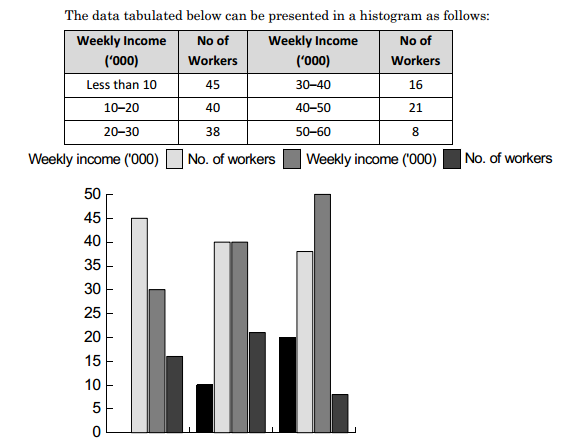 The data tabulated below can be presented in a histogram as follows:
Weekly Income ('000) No of Workers Weekly Income ('000) No of Workers
Less than 10 45 30–40 16
10–20 40 40–50 21
20–30 38 50–60 8
Weekly income ('000) No. of workers Weekly income ('000) No. of workers
50
45
40
35
30
25
20
15
10
5
0